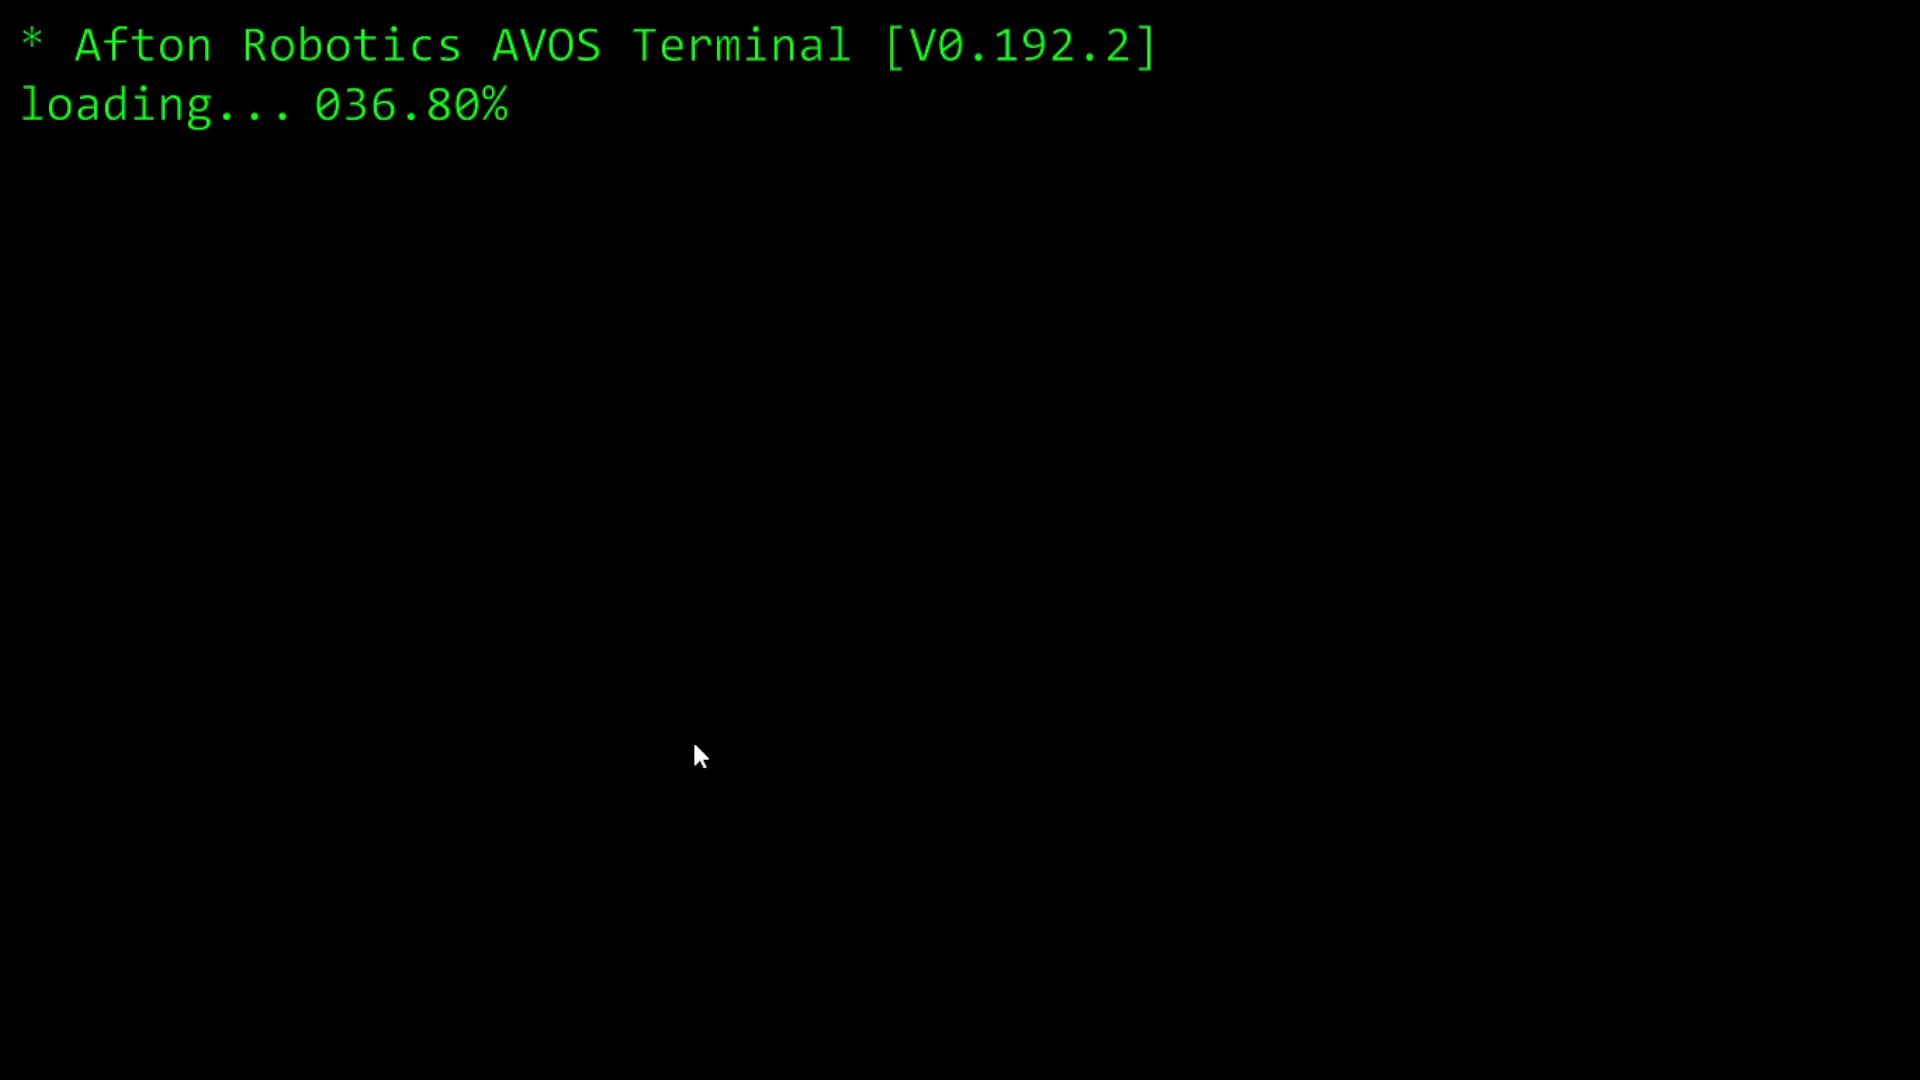 * Afton Robotics AVOS Terminal [V0.192.2]
loading... 036.80%